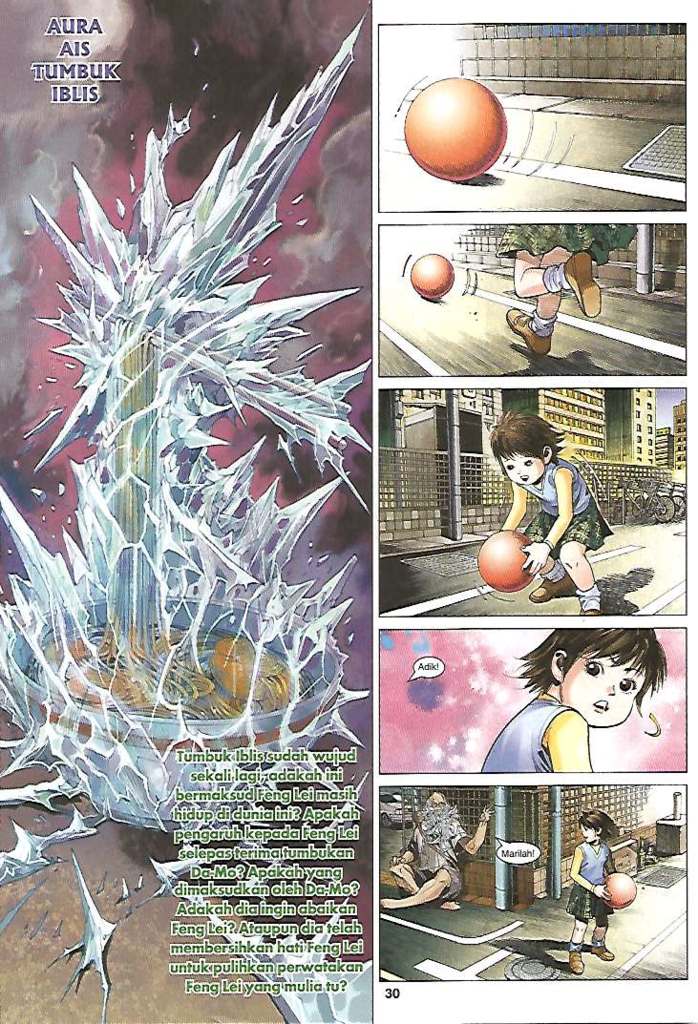 AURA
AIS
TUMBUK
IBLIS
Tumbuk Iblis sudah wujud
sekali lagi, adakah ini
bermaksud Feng Lei masih
hidup di dunia ini? Apakah
pengaruh kepada Feng Lei
selepas terima tumbukan
Da-Mo? Apakah yang
dimaksudkan oleh Da-Mo?
Adakah dia ingin abaikan
Feng Lei? Ataupun dia telah
membersihkan hati Feng Lei
untuk pulihkan perwatakan
Feng Lei yang mulia tu?
Adik!
Marilah!
30